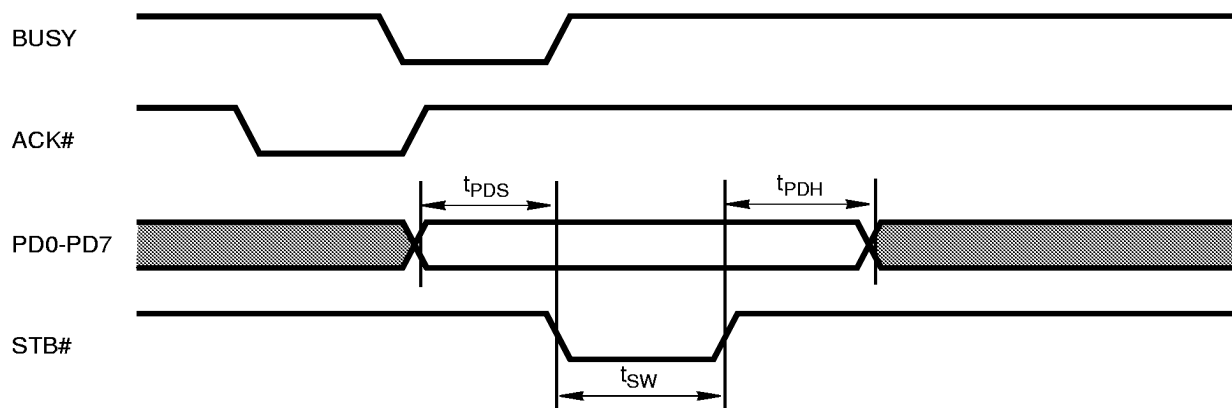 BUSY
ACK#
tPDS
tPDH
PD0-PD7
STB#
tSW